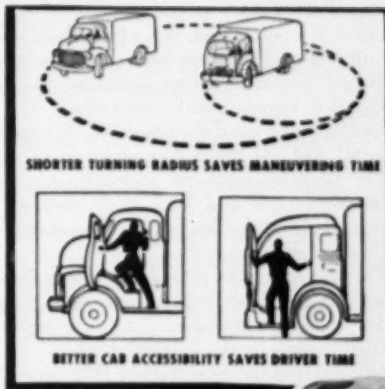 SHORTER TURNING RADIUS SAVES MANEUVERING TIME
BETTER CAB ACCESSIBILITY SAVES DRIVER TIME